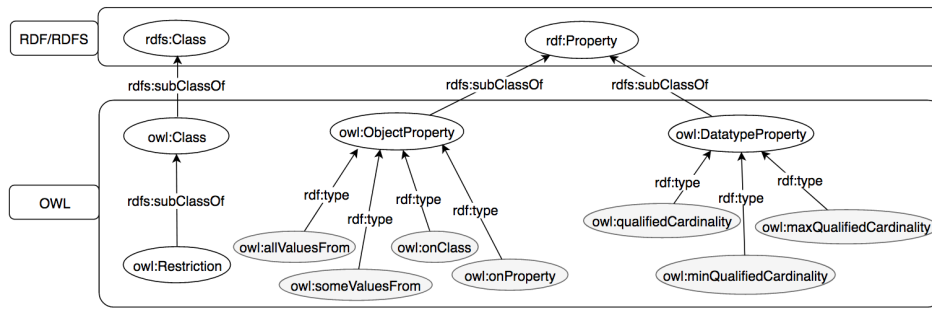 RDF/RDFS
rdfs:Class
rdf:Property
rdfs:subClassOf
rdfs:subClassOf
rdfs:subClassOf
OWL
owl:Class
owl:ObjectProperty
owl:DatatypeProperty
rdfs:subClassOf
rdf:type
rdf:type
rdf:type
rdf:type
rdf:type
rdf:type
rdf:type
owl:Restriction
owl:allValuesFrom
owl:someValuesFrom
owl:onClass
owl:onProperty
owl:qualifiedCardinality
owl:minQualifiedCardinality
owl:maxQualifiedCardinality